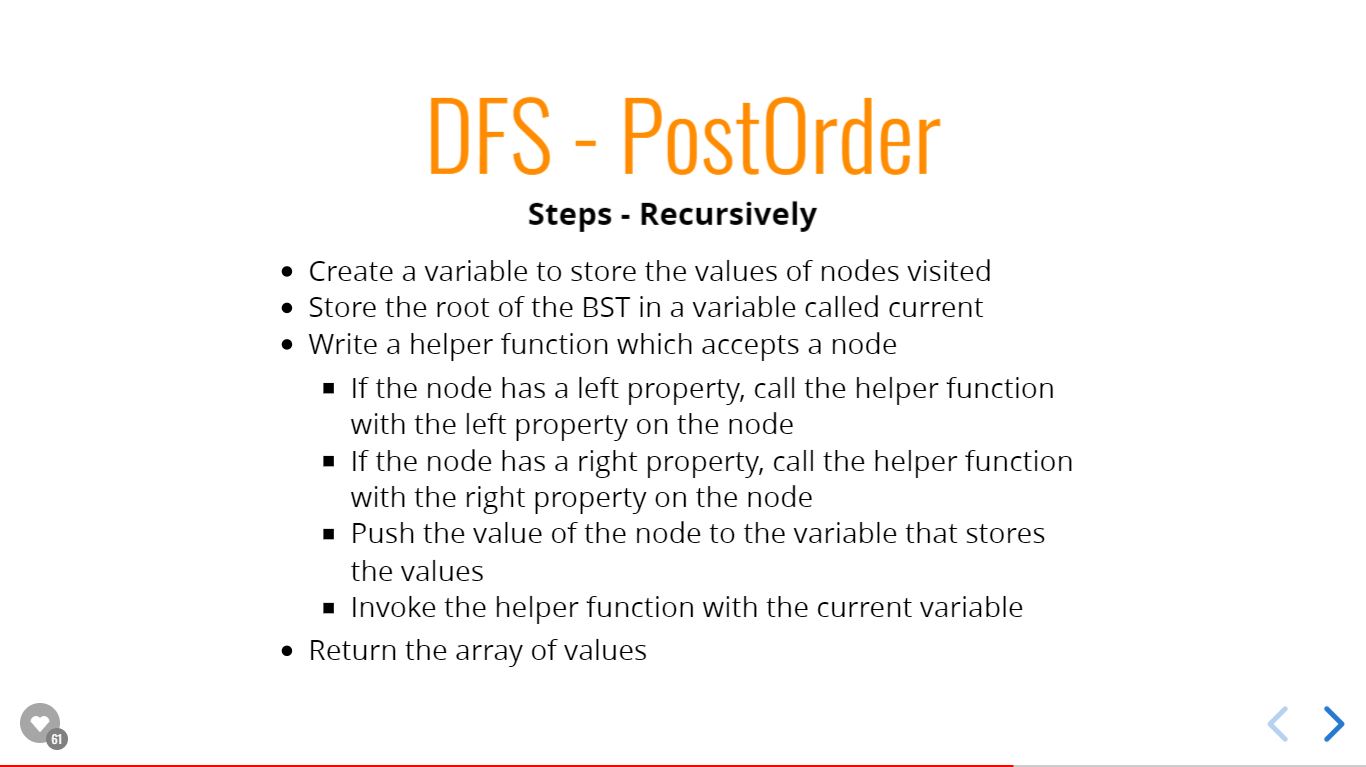 DFS - PostOrder
Steps - Recursively
Create a variable to store the values of nodes visited
Store the root of the BST in a variable called current
Write a helper function which accepts a node
If the node has a left property, call the helper function
with the left property on the node
If the node has a right property, call the helper function
with the right property on the node
Push the value of the node to the variable that stores
the values
Invoke the helper function with the current variable
Return the array of values
61